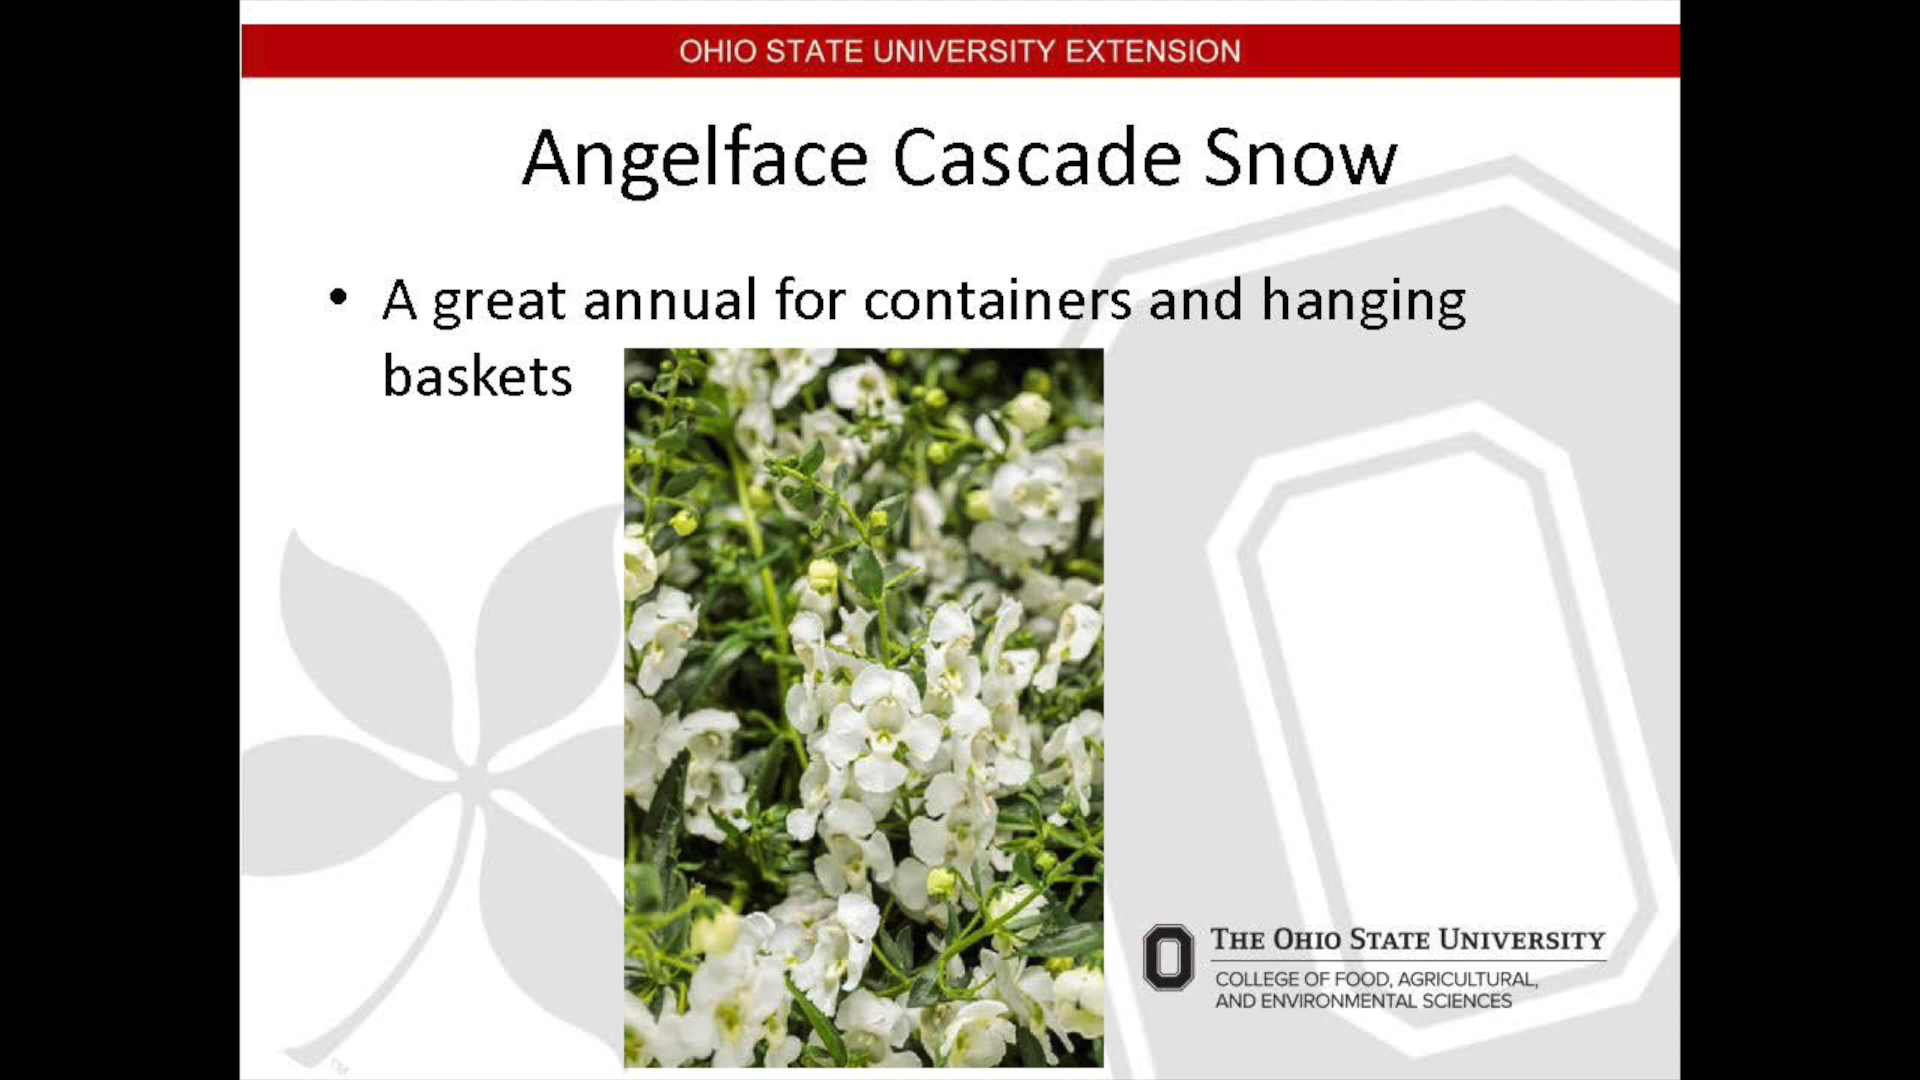 OHIO STATE UNIVERSITY EXTENSION
Angelface Cascade Snow
• A great annual for containers and hanging
baskets
THE OHIO STATE UNIVERSITY
COLLEGE OF FOOD, AGRICULTURAL,
AND ENVIRONMENTAL SCIENCES
TM